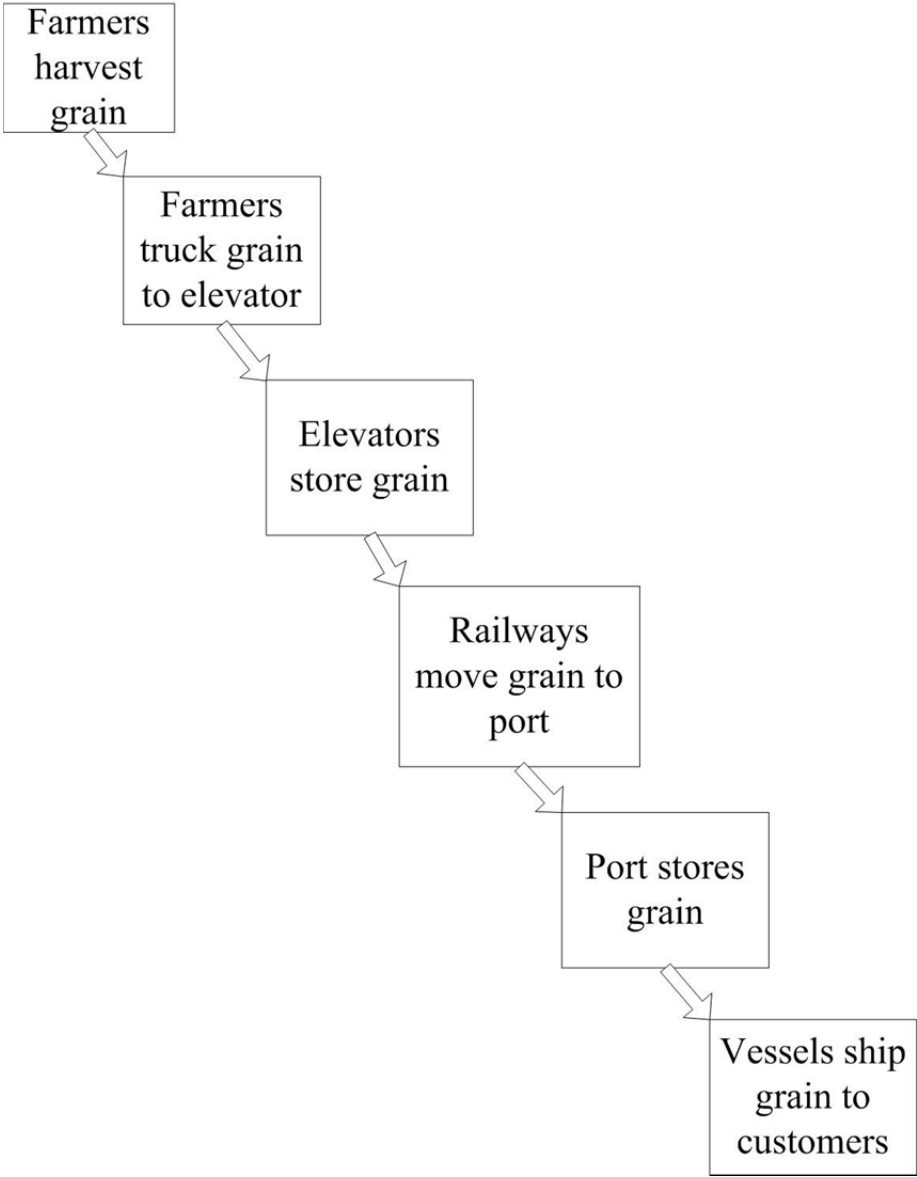 Farmers
harvest
grain
Farmers
truck grain
to elevator
Elevators
store grain
Railways
move grain to
port
Port stores
grain
Vessels ship
grain to
customers